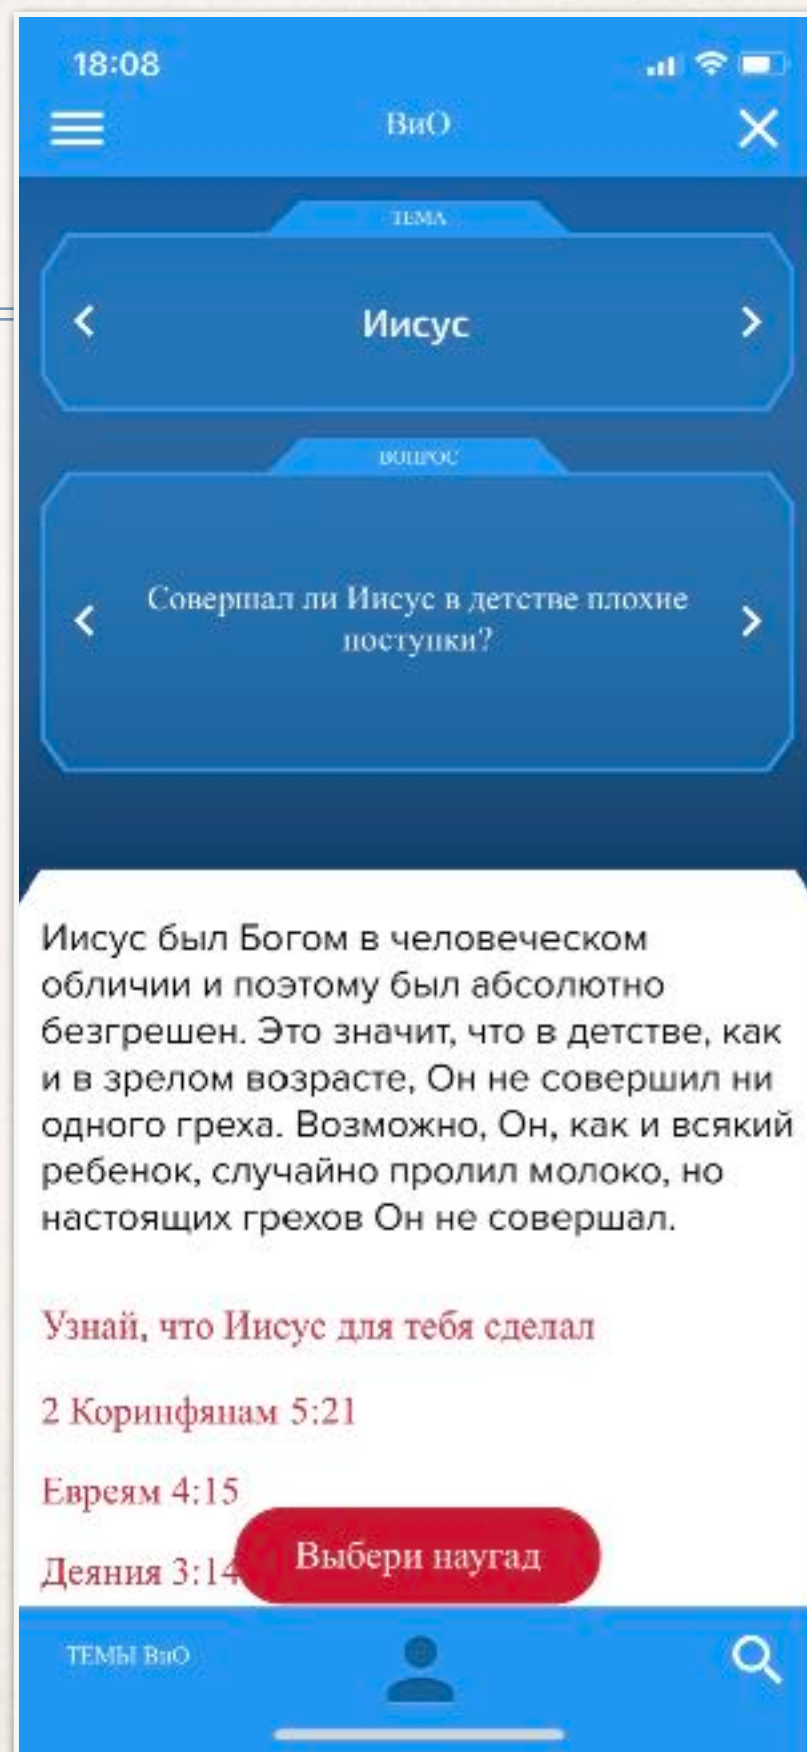 18:08
ВиО
ТЕМА
Иисус
ВОПРОС
Совершал ли Иисус в детстве плохие
поступки?
Иисус был Богом в человеческом
обличии и поэтому был абсолютно
безгрешен. Это значит, что в детстве, как
и в зрелом возрасте, Он не совершил ни
одного греха. Возможно, Он, как и всякий
ребенок, случайно пролил молоко, но
настоящих грехов Он не совершал.
Узнай, что Иисус для тебя сделал
2 Коринфянам 5:21
Евреям 4:15
Деяния 3:14
Выбери наугад
ТЕМЫ ВиО